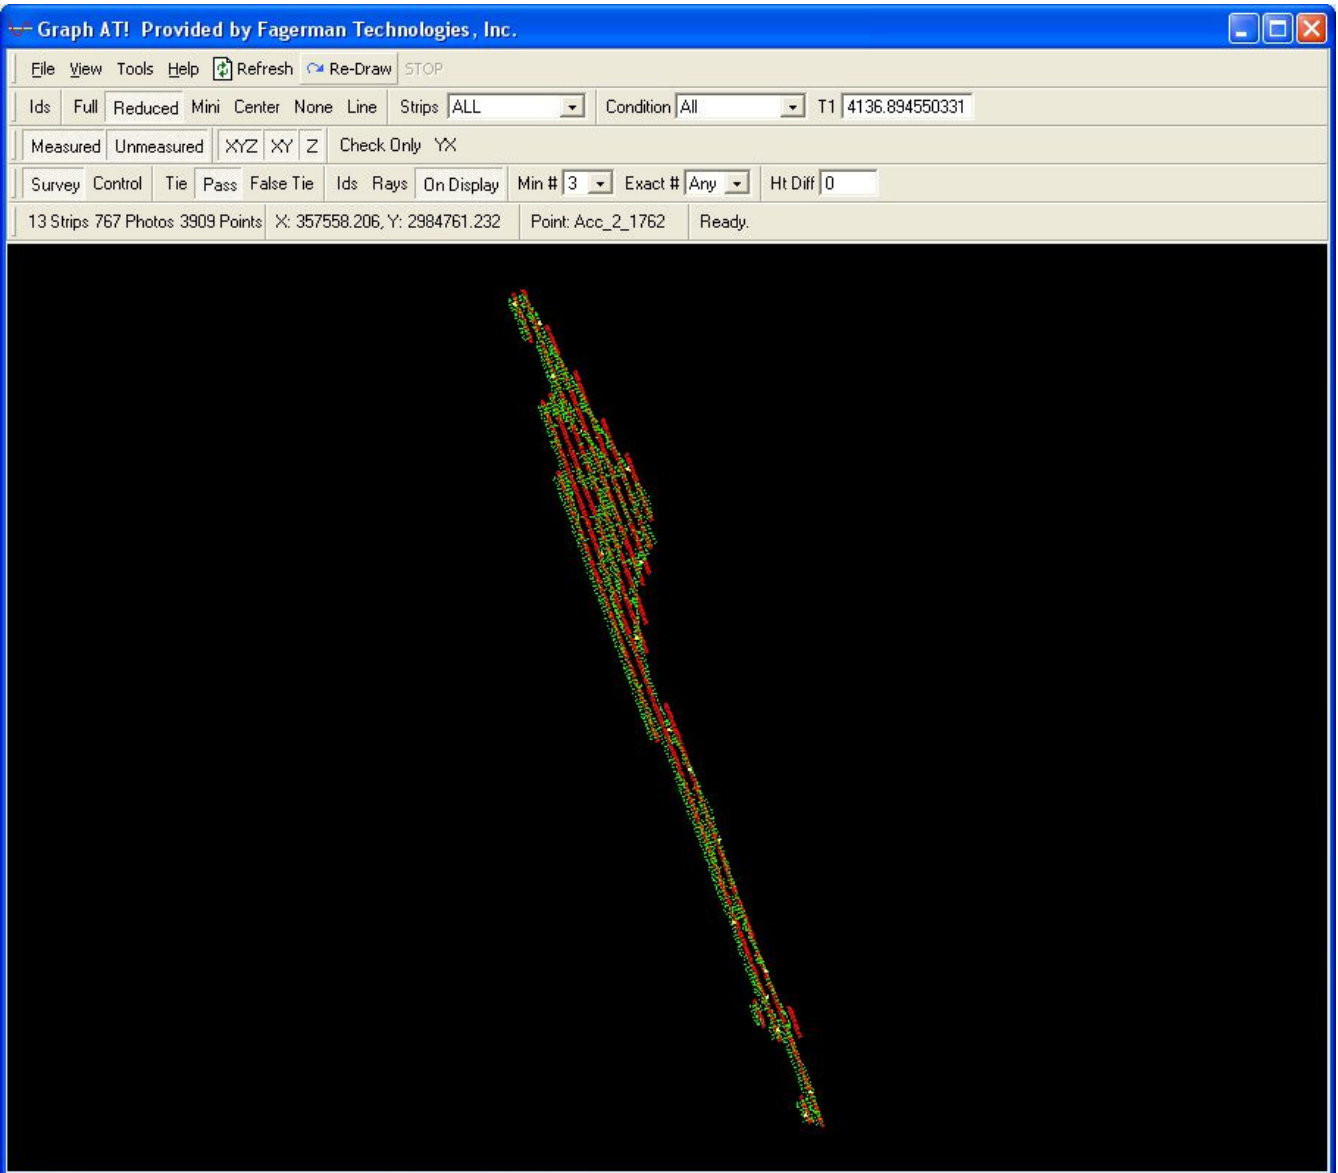 Graph AT! Provided by Fagerman Technologies, Inc.
File View Tools Help Refresh Re-Draw STOP
Ids Full Reduced Mini Center None Line Strips ALL Condition All T1 4136.894550331
Measured Unmeasured XYZ XY Z Check Only YX
Survey Control Tie Pass False Tie Ids Rays On Display Min # 3 Exact # Any Ht Diff 0
13 Strips 767 Photos 3909 Points X: 357558.206, Y: 2984761.232 Point: Acc_2_1762 Ready.